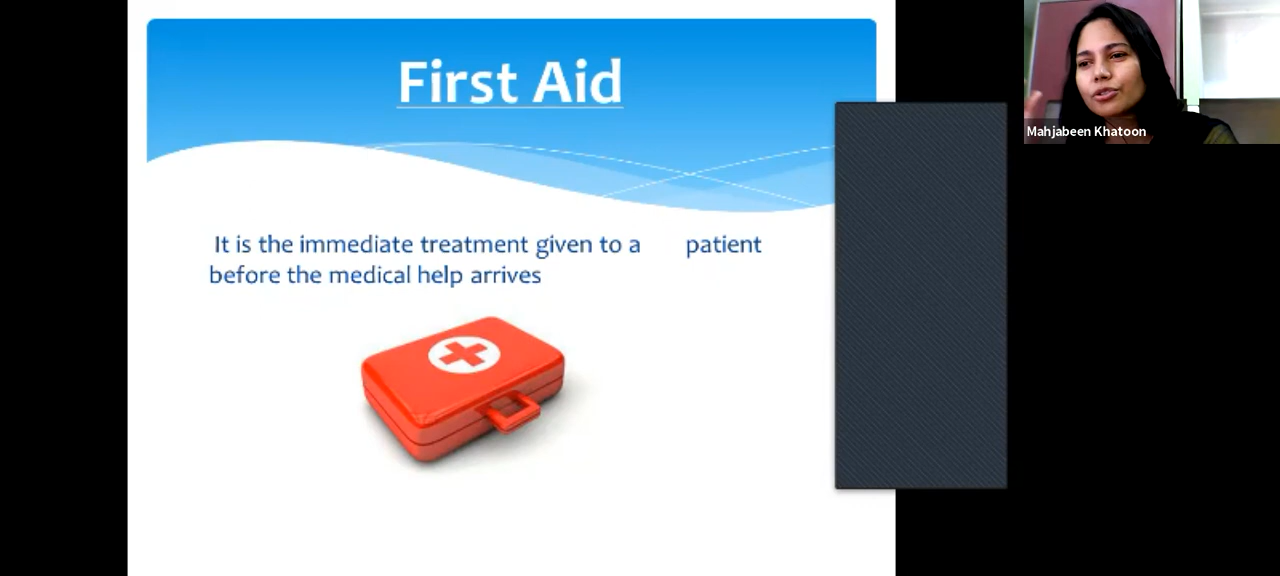 First Aid
It is the immediate treatment given to a patient
before the medical help arrives
Mahjabeen Khatoon